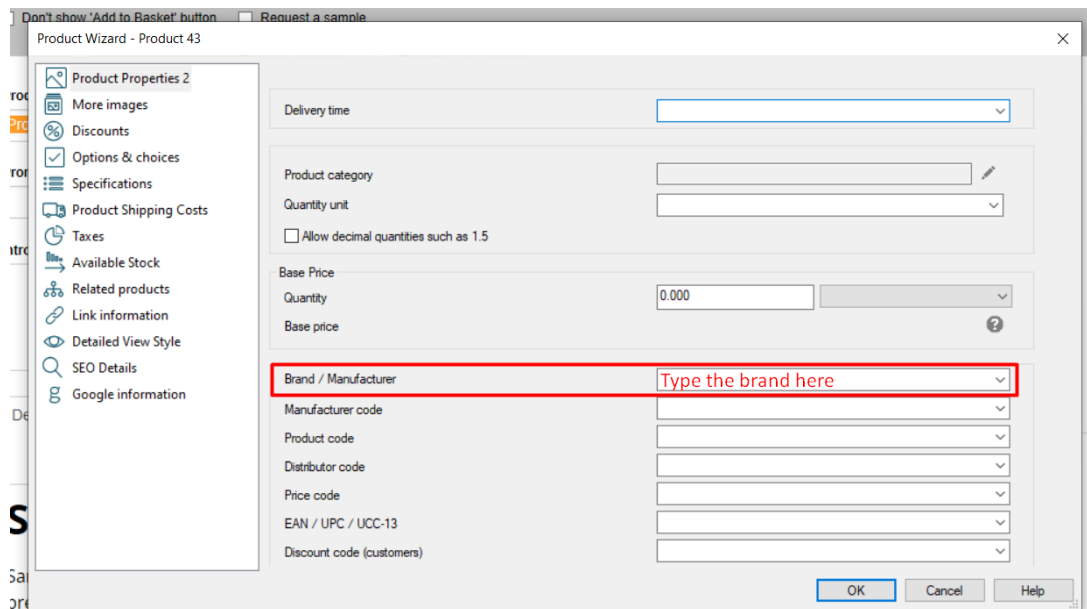 Don't show 'Add to Basket' button Request a sample
Product Wizard - Product 43
Product Properties 2
More images
Discounts
Options & choices
Specifications
Product Shipping Costs
Taxes
Available Stock
Related products
Link information
Detailed View Style
SEO Details
Google information
Delivery time
Product category
Quantity unit
Allow decimal quantities such as 1.5
Base Price
Quantity 0.000
Base price
Brand / Manufacturer Type the brand here
Manufacturer code
Product code
Distributor code
Price code
EAN / UPC / UCC-13
Discount code (customers)
OK Cancel Help